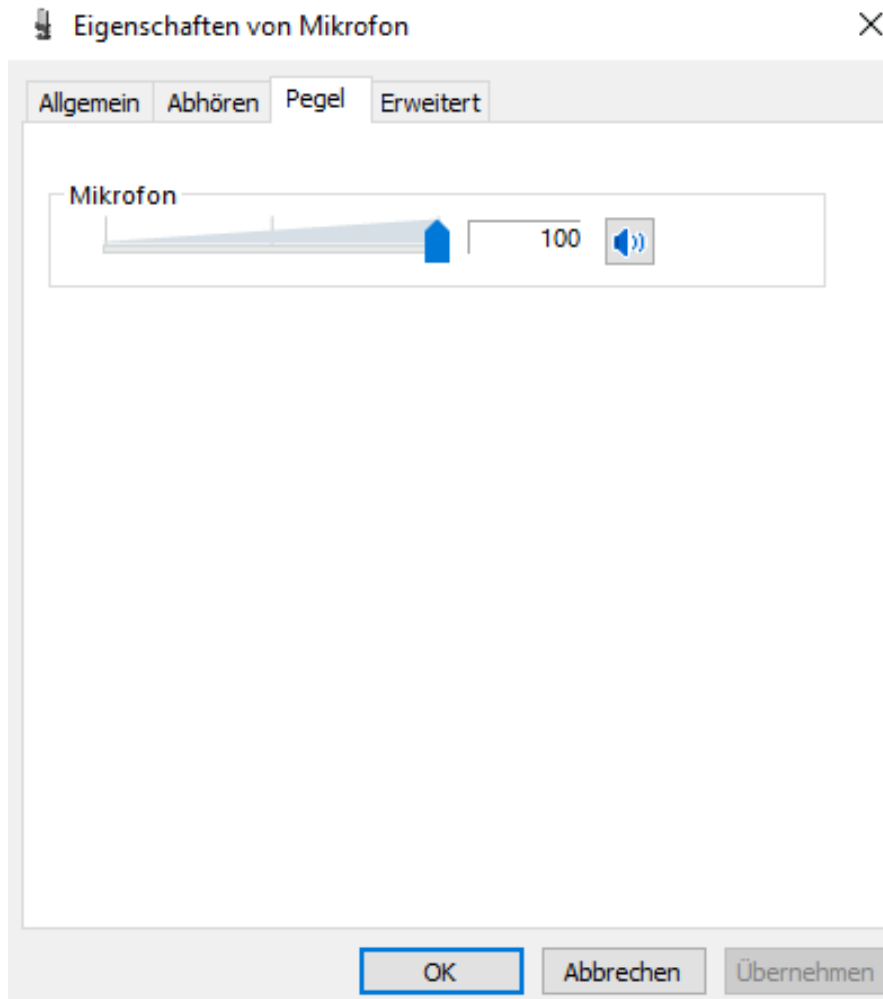 Eigenschaften von Mikrofon
Allgemein Abhören Pegel Erweitert
Mikrofon
100
OK Abbrechen Übernehmen